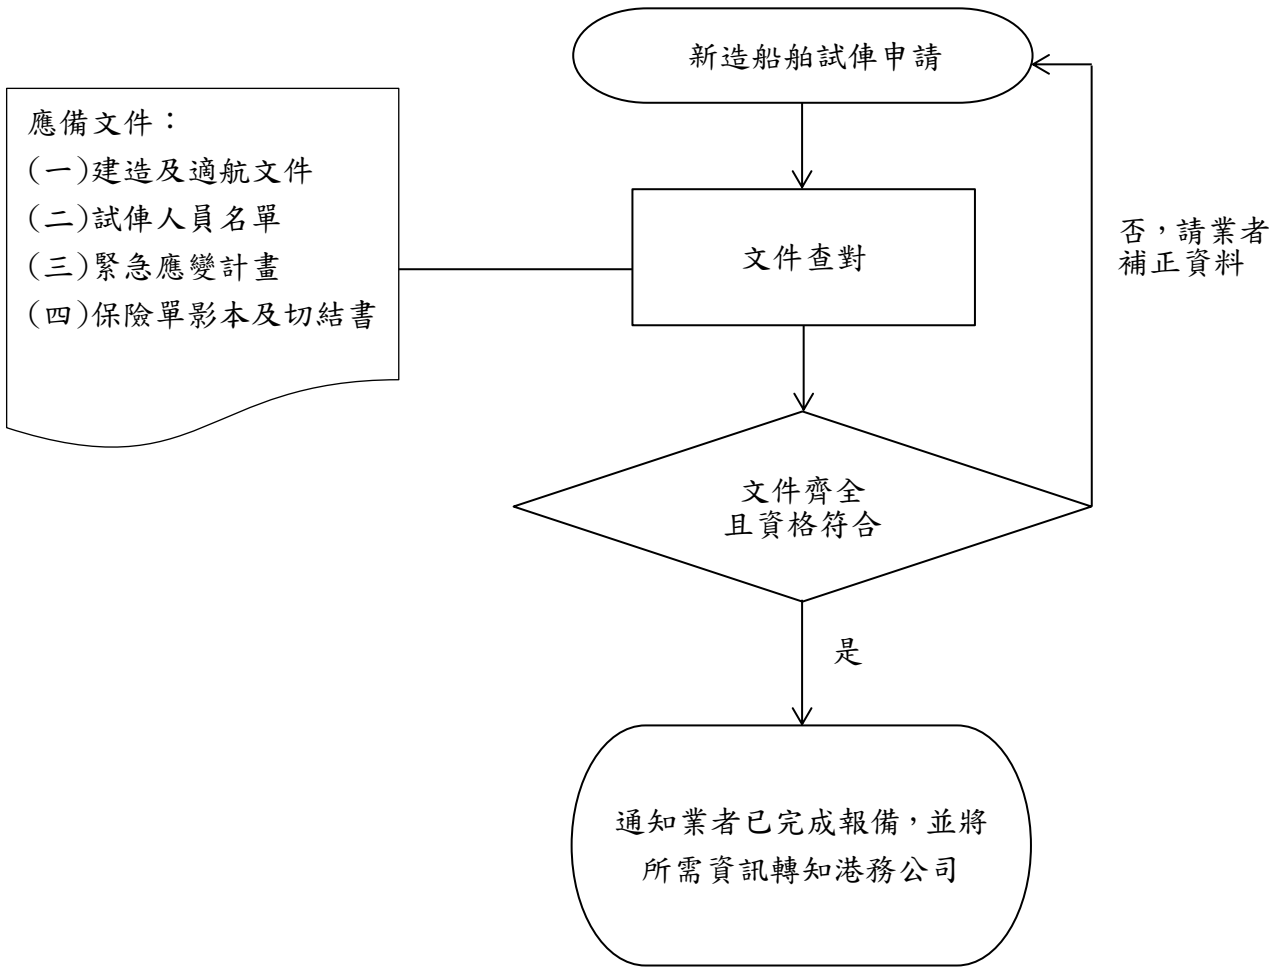 新造船舶試俥申請
應備文件：
(一)建造及適航文件
(二)試俥人員名單
(三)緊急應變計畫
(四)保險單影本及切結書
文件查對
否，請業者
補正資料
文件齊全
且資格符合
是
通知業者已完成報備，並將
所需資訊轉知港務公司